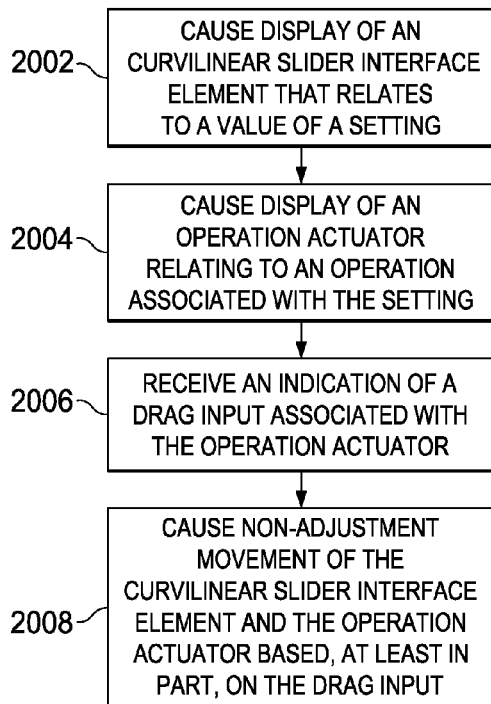 2002
CAUSE DISPLAY OF AN
CURVILINEAR SLIDER INTERFACE
ELEMENT THAT RELATES
TO A VALUE OF A SETTING
2004
CAUSE DISPLAY OF AN
OPERATION ACTUATOR
RELATING TO AN OPERATION
ASSOCIATED WITH THE SETTING
2006
RECEIVE AN INDICATION OF A
DRAG INPUT ASSOCIATED WITH
THE OPERATION ACTUATOR
2008
CAUSE NON-ADJUSTMENT
MOVEMENT OF THE
CURVILINEAR SLIDER INTERFACE
ELEMENT AND THE OPERATION
ACTUATOR BASED, AT LEAST IN
PART, ON THE DRAG INPUT